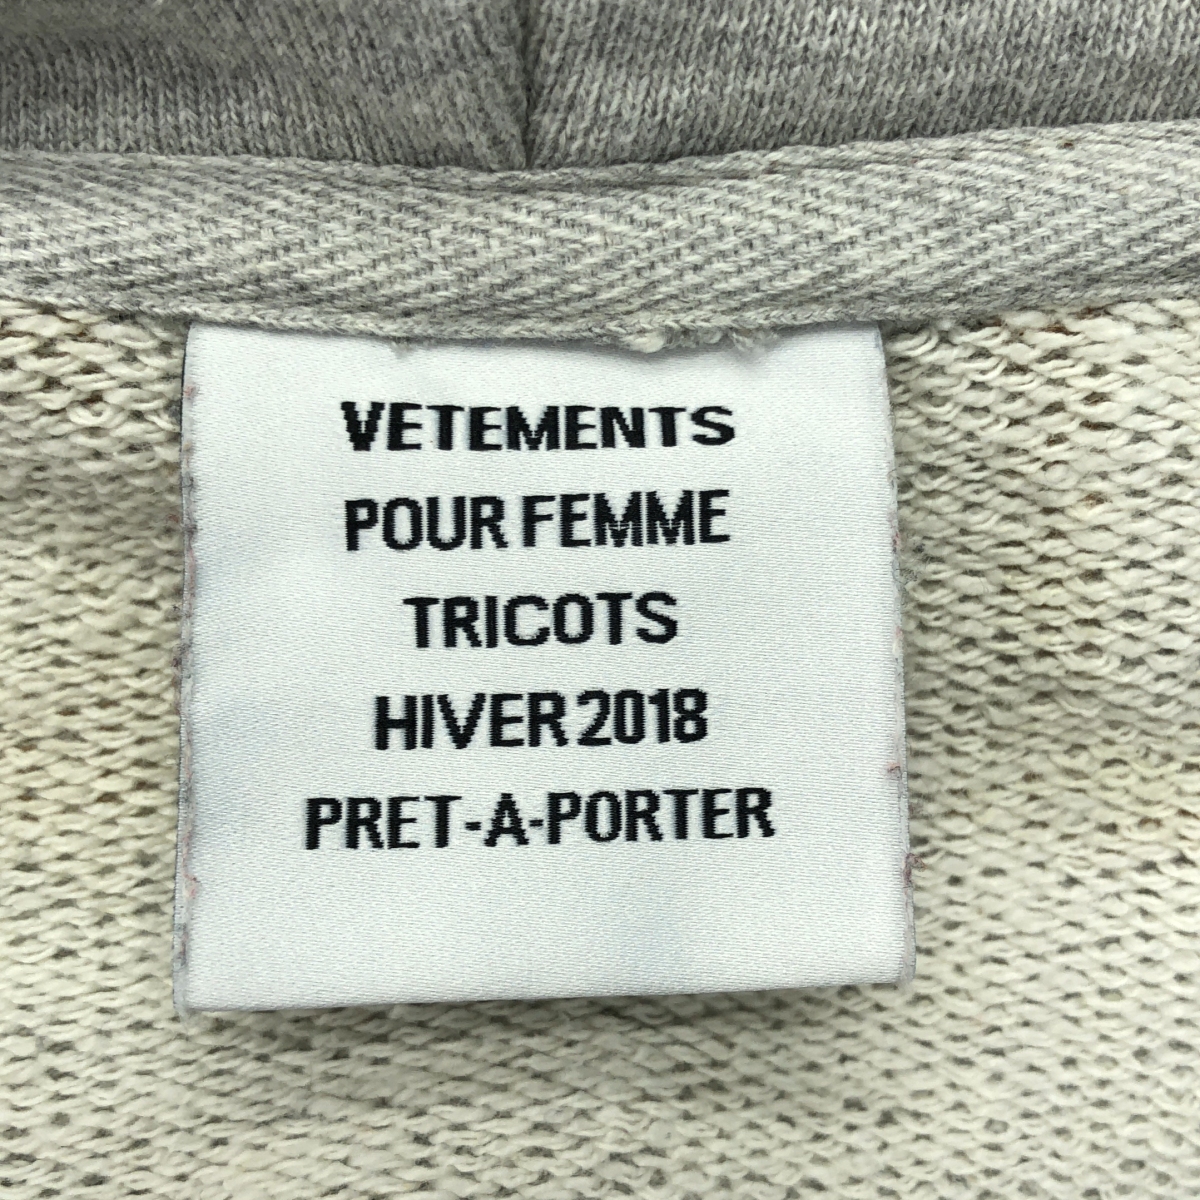 VETEMENTS
POUR FEMME
TRICOTS
HIVER 2018
PRET-A-PORTER